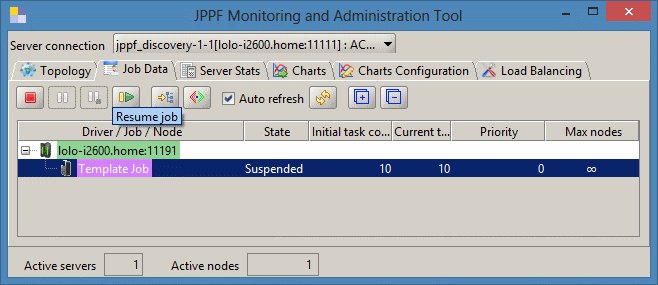 JPPF Monitoring and Administration Tool
Server connection jppf_discovery-1-1[lolo-i2600.home:11111] : AC...
Topology Job Data Server Stats Charts Charts Configuration Load Balancing
Auto refresh
Resume job
Driver / Job / Node State Initial task co... Current t... Priority Max nodes
lolo-i2600.home:11191
Template Job Suspended 10 10 0 ∞
Active servers 1 Active nodes 1